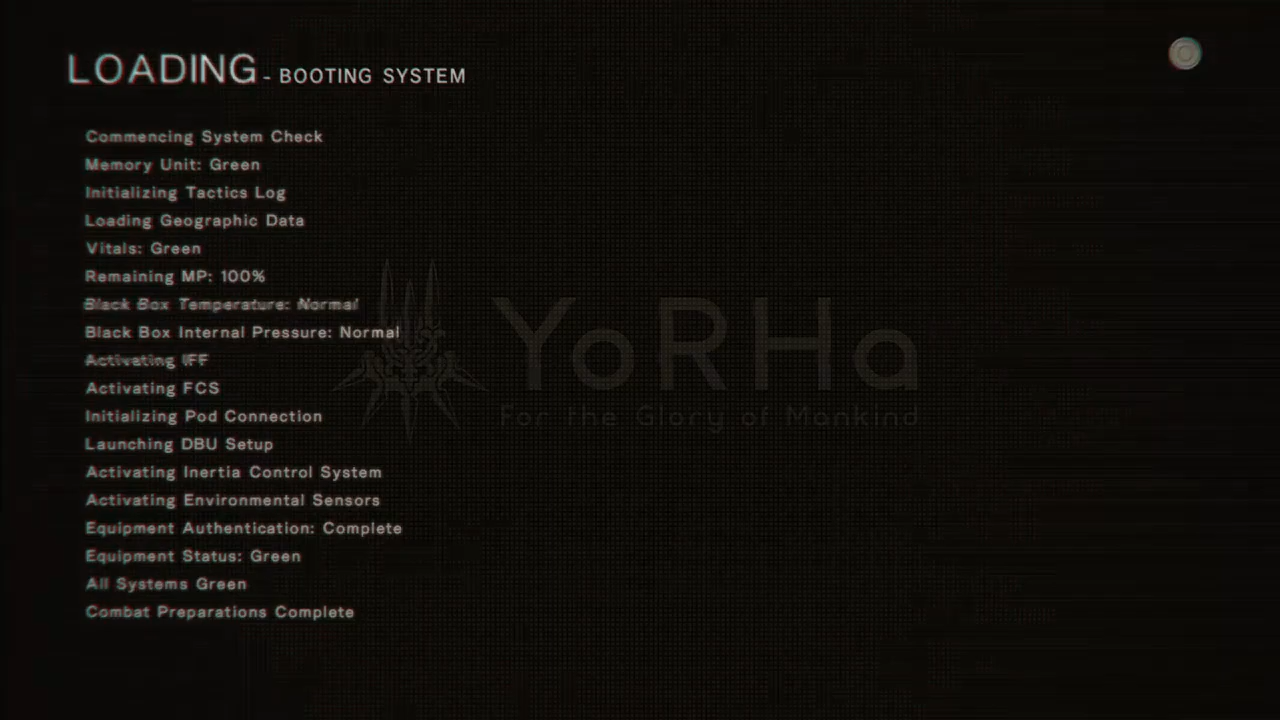 LOADING - BOOTING SYSTEM
Commencing System Check
Memory Unit: Green
Initializing Tactics Log
Loading Geographic Data
Vitals: Green
Remaining MP: 100%
Black Box Temperature: Normal
Black Box Internal Pressure: Normal
Activating IFF
Activating FCS
Initializing Pod Connection
Launching DBU Setup
Activating Inertia Control System
Activating Environmental Sensors
Equipment Authentication: Complete
Equipment Status: Green
All Systems Green
Combat Preparations Complete
YoRHa
For the Glory of Mankind